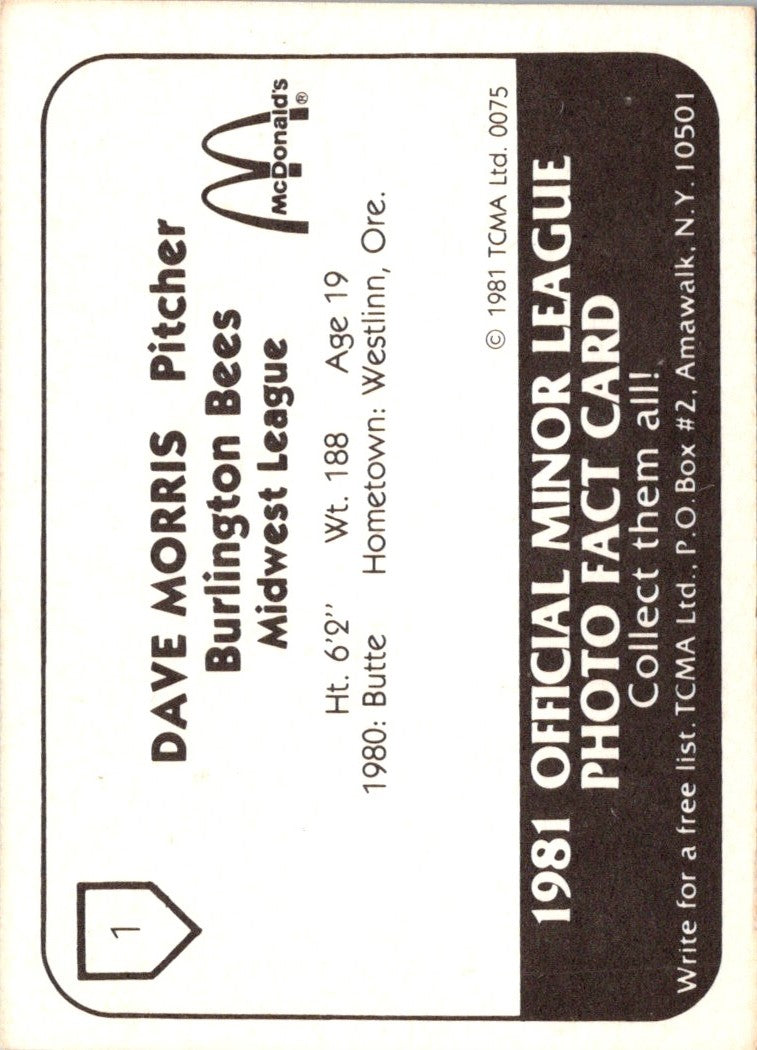 1
DAVE MORRIS Pitcher
Burlington Bees
Midwest League
McDonald's ®
Ht. 6'2" Wt. 188 Age 19
1980: Butte Hometown: Westlinn, Ore.
© 1981 TCMA Ltd. 0075
1981 OFFICIAL MINOR LEAGUE
PHOTO FACT CARD
Collect them all!
Write for a free list. TCMA Ltd., P.O. Box #2, Amawalk, N.Y. 10501